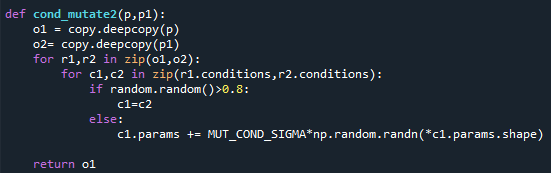 def cond_mutate2(p,p1):
    o1 = copy.deepcopy(p)
    o2= copy.deepcopy(p1)
    for r1,r2 in zip(o1,o2):
        for c1,c2 in zip(r1.conditions,r2.conditions):
            if random.random()>0.8:
                c1=c2
            else:
                c1.params += MUT_COND_SIGMA*np.random.randn(*c1.params.shape)
    return o1